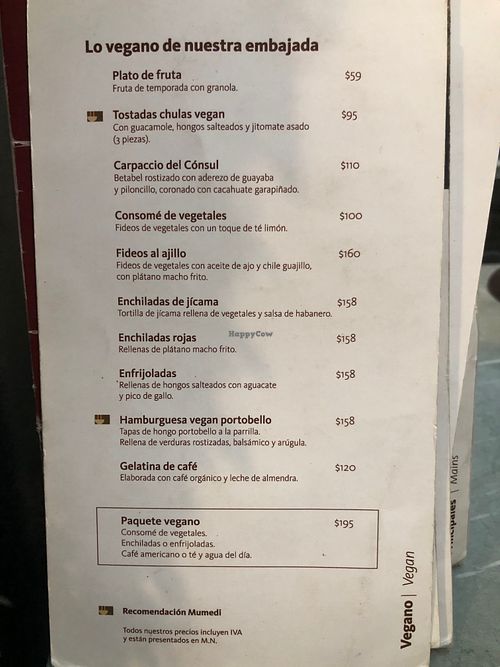 Lo vegano de nuestra embajada
Plato de fruta $59
Fruta de temporada con granola.
Tostadas chulas vegan $95
Con guacamole, hongos salteados y jitomate asado
(3 piezas).
Carpaccio del Cónsul $110
Betabel rostizado con aderezo de guayaba
y piloncillo, coronado con cacahuate garapiñado.
Consomé de vegetales $100
Fideos de vegetales con un toque de té limón.
Fideos al ajillo $160
Fideos de vegetales con aceite de ajo y chile guajillo,
con plátano macho frito.
Enchiladas de jícama $158
Tortilla de jícama rellena de vegetales y salsa de habanero.
HappyCow
Enchiladas rojas $158
Rellenas de plátano macho frito.
Enfrijoladas $158
Rellenas de hongos salteados con aguacate
y pico de gallo.
Hamburguesa vegan portobello $158
Tapas de hongo portobello a la parrilla.
Rellena de verduras rostizadas, balsámico y arúgula.
Gelatina de café $120
Elaborada con café orgánico y leche de almendra.
Paquete vegano $195
Consomé de vegetales.
Enchiladas o enfrijoladas.
Café americano o té y agua del día.
Recomendación Mumedi
Todos nuestros precios incluyen IVA
y están presentados en M.N.
Vegano | Vegan
| Mains